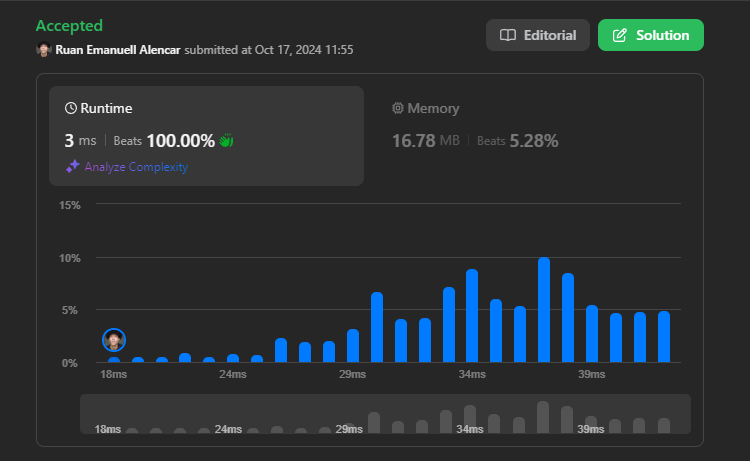 Accepted
Ruan Emanuell Alencar submitted at Oct 17, 2024 11:55
Editorial
Solution
Runtime
3 ms Beats 100.00%
Analyze Complexity
Memory
16.78 MB Beats 5.28%
15%
10%
5%
0%
18ms 24ms 29ms 34ms 39ms
18ms 24ms 29ms 34ms 39ms